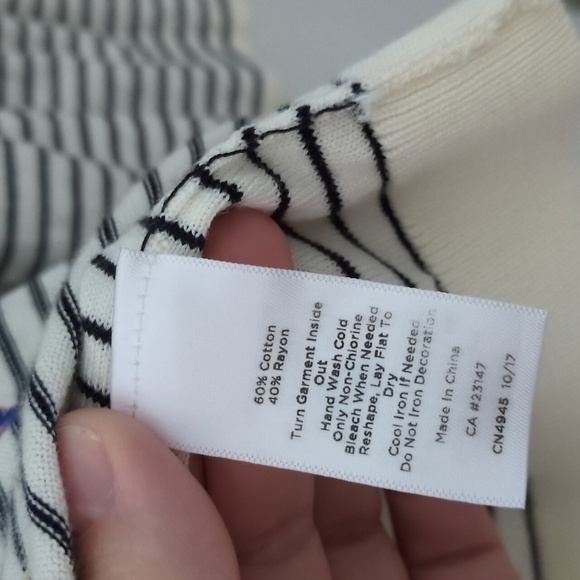 60% Cotton
40% Rayon
Turn Garment Inside
Out
Hand Wash Cold
Only Non-Chlorine
Bleach When Needed
Reshape, Lay Flat To
Dry
Cool Iron If Needed
Do Not Iron Decoration
Made In China
CA #23147
CN4945 10/17